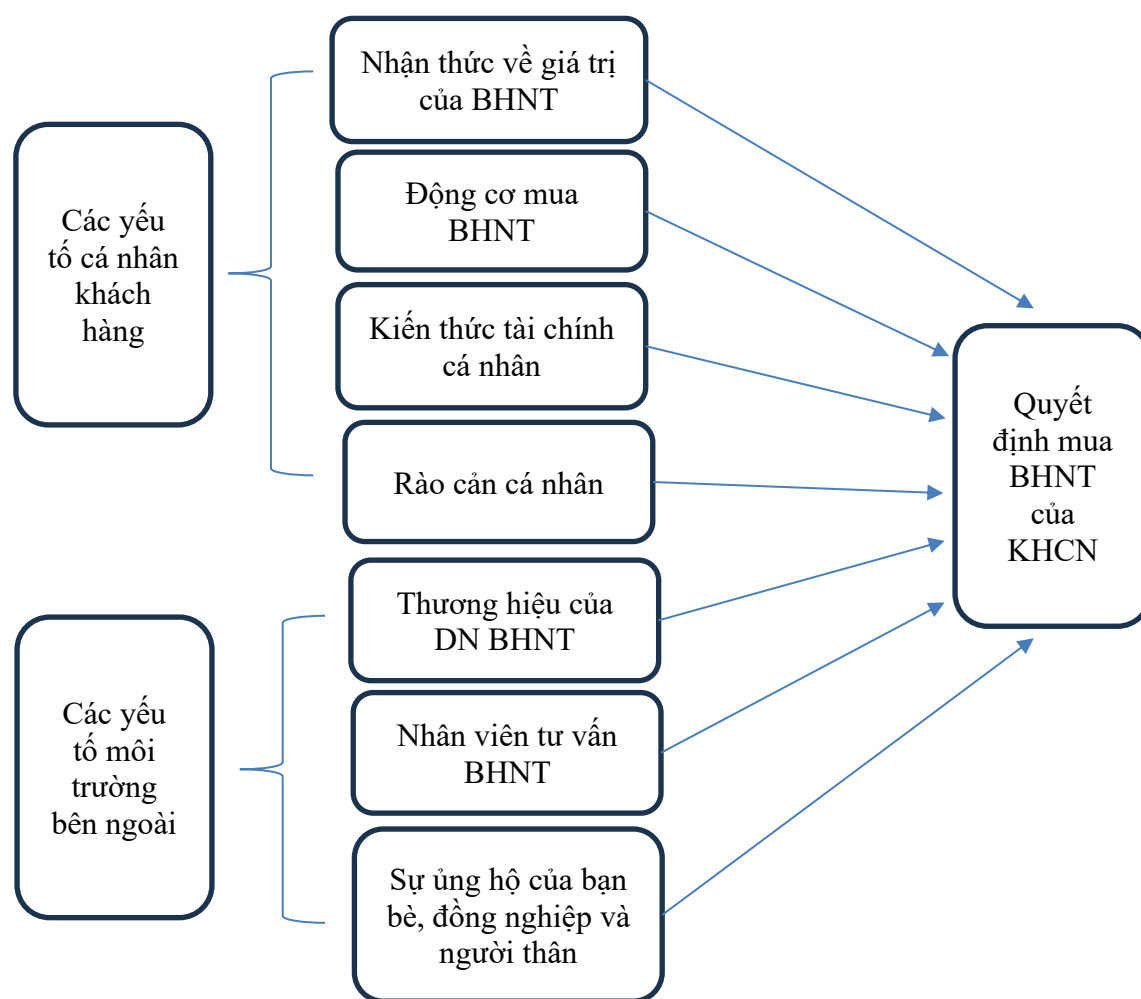 Các yếu
tố cá nhân
khách
hàng
Nhận thức về giá trị
của BHNT
Động cơ mua
BHNT
Kiến thức tài chính
cá nhân
Rào cản cá nhân
Các yếu
tố môi
trường
bên ngoài
Thương hiệu của
DN BHNT
Nhân viên tư vấn
BHNT
Sự ủng hộ của bạn
bè, đồng nghiệp và
người thân
Quyết
định mua
BHNT
của
KHCN